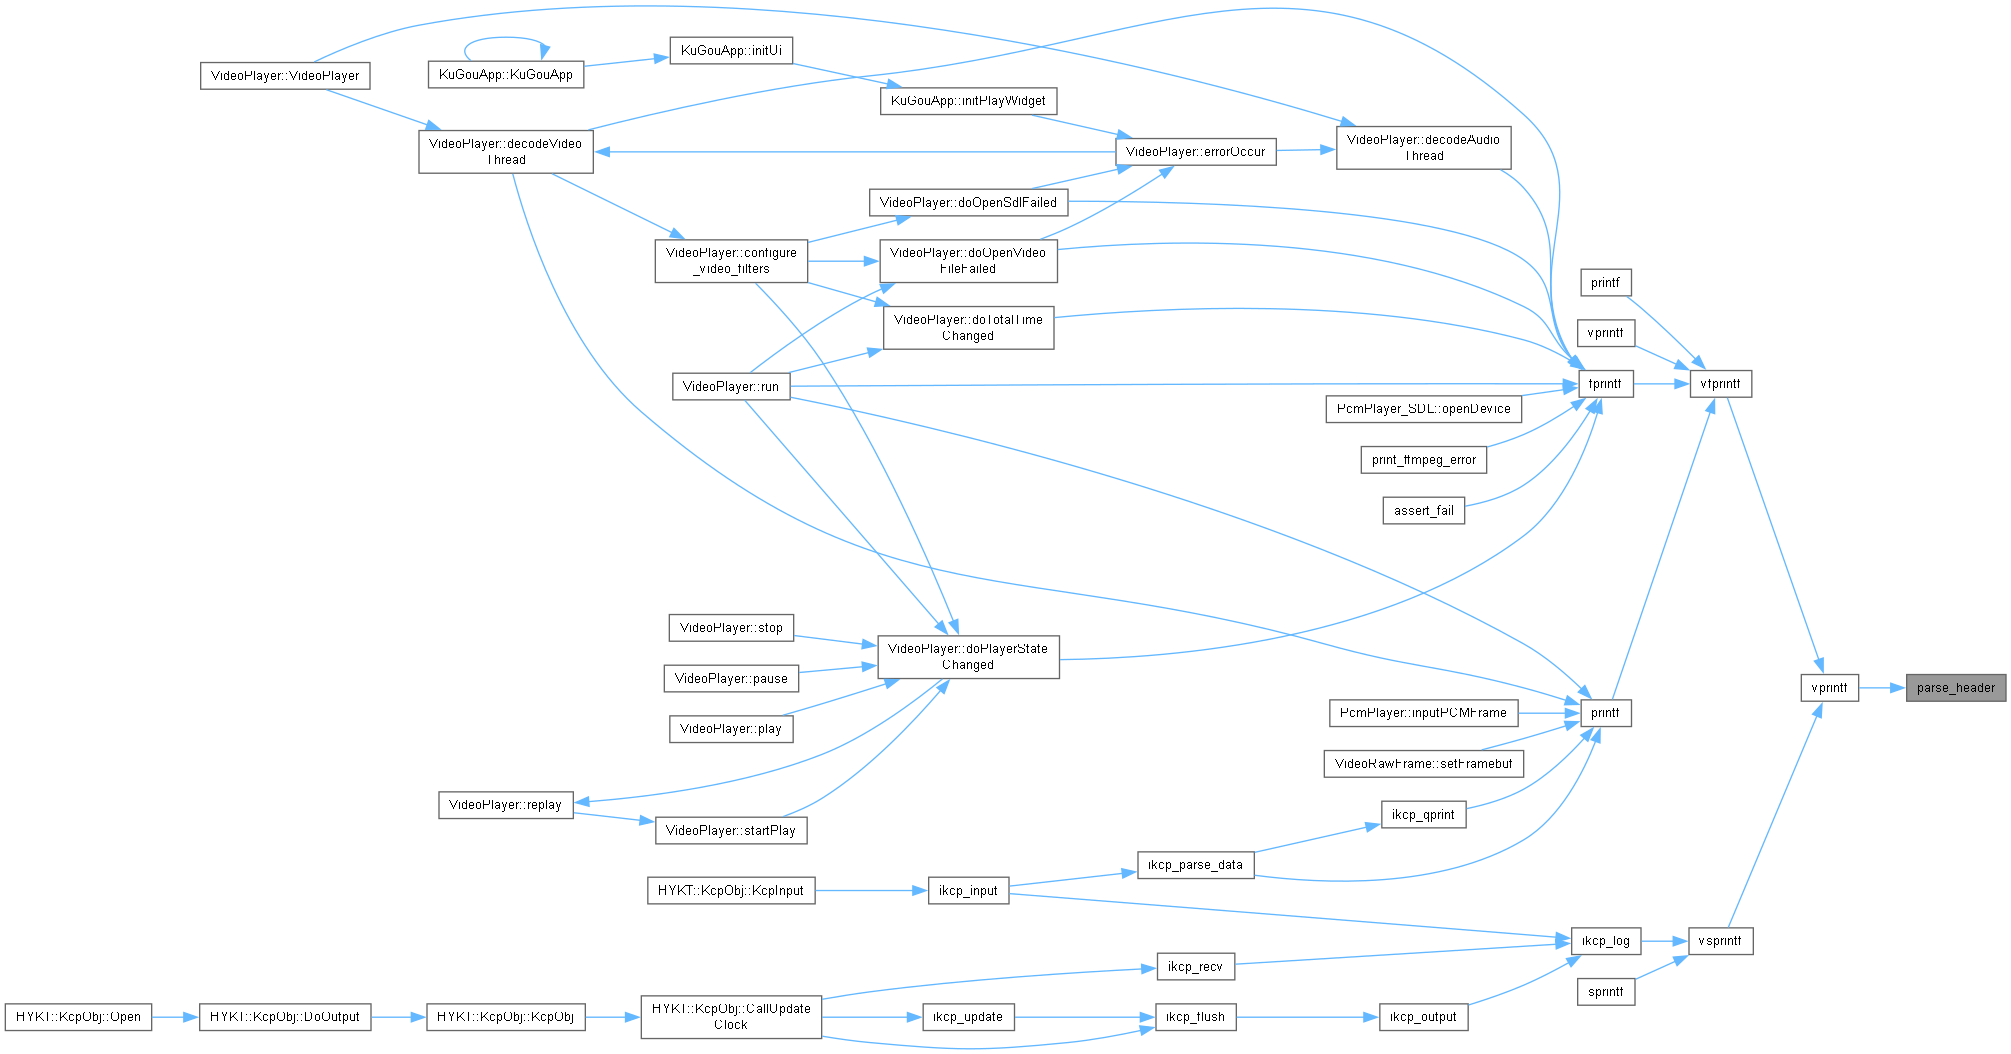 VideoPlayer::VideoPlayer
KuGouApp::KuGouApp
KuGouApp::initUi
KuGouApp::initPlayWidget
VideoPlayer::decodeVideo
Thread
VideoPlayer::errorOccur
VideoPlayer::decodeAudio
Thread
VideoPlayer::doOpenSdlFailed
VideoPlayer::configure
_video_filters
VideoPlayer::doOpenVideo
FileFailed
VideoPlayer::doTotalTime
Changed
VideoPlayer::run
printf
vprintf
fprintf
vfprintf
PcmPlayer_SDL::openDevice
print_ffmpeg_error
assert_fail
VideoPlayer::stop
VideoPlayer::pause
VideoPlayer::play
VideoPlayer::doPlayerState
Changed
VideoPlayer::replay
VideoPlayer::startPlay
PcmPlayer::inputPCMFrame
VideoRawFrame::setFramebuf
printf
vprintf
parse_header
ikcp_qprint
ikcp_parse_data
HYKT::KcpObj::KcpInput
ikcp_input
ikcp_log
vsprintf
ikcp_recv
sprintf
HYKT::KcpObj::Open
HYKT::KcpObj::DoOutput
HYKT::KcpObj::KcpObj
HYKT::KcpObj::CallUpdate
Clock
ikcp_update
ikcp_flush
ikcp_output